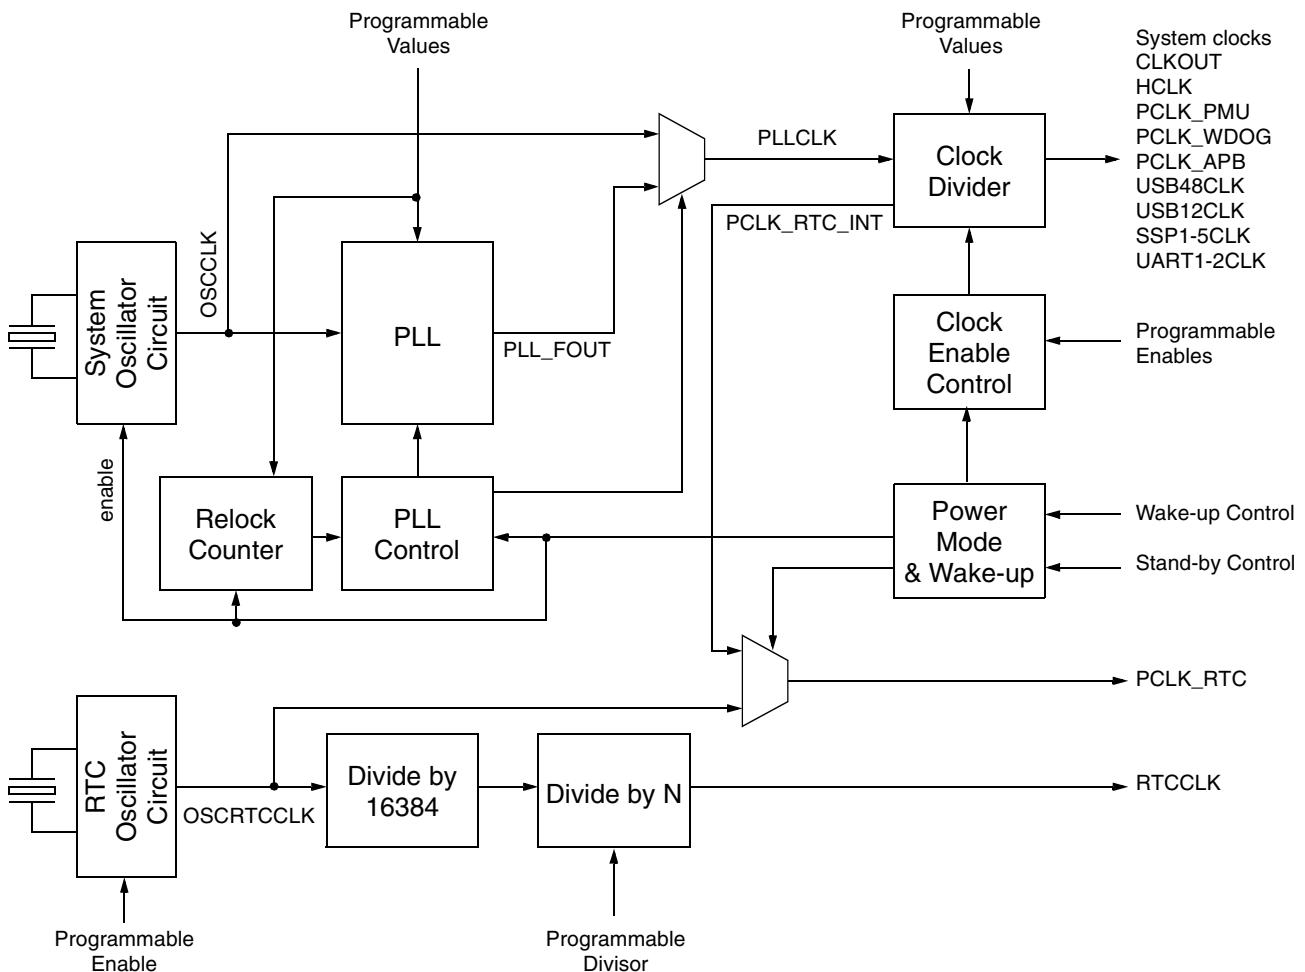 Programmable
Values
Programmable
Values
System clocks
CLKOUT
HCLK
PCLK_PMU
PCLK_WDOG
PCLK_APB
USB48CLK
USB12CLK
SSP1-5CLK
UART1-2CLK
PLLCLK
Clock
Divider
PCLK_RTC_INT
OSCCLK
System
Oscillator
Circuit
PLL
PLL_FOUT
Clock
Enable
Control
Programmable
Enables
enable
Relock
Counter
PLL
Control
Power
Mode
& Wake-up
Wake-up Control
Stand-by Control
PCLK_RTC
RTC
Oscillator
Circuit
OSCRTCCLK
Divide by
16384
Divide by N
RTCCLK
Programmable
Enable
Programmable
Divisor